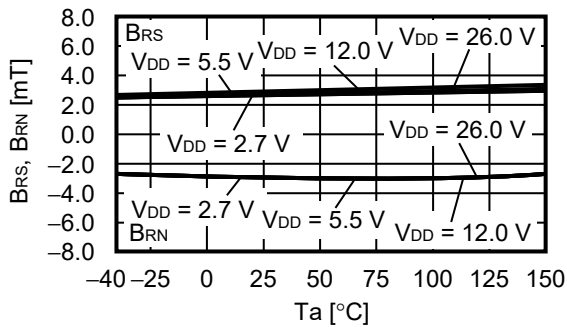 8.0
6.0
4.0
2.0
0.0
−2.0
−4.0
−6.0
−8.0
BRS, BRN [mT]
BRS
VDD = 5.5 V
VDD = 12.0 V
VDD = 26.0 V
VDD = 2.7 V
VDD = 26.0 V
VDD = 2.7 V
VDD = 5.5 V
VDD = 12.0 V
BRN
−40 −25 0 25 50 75 100 125 150
Ta [°C]